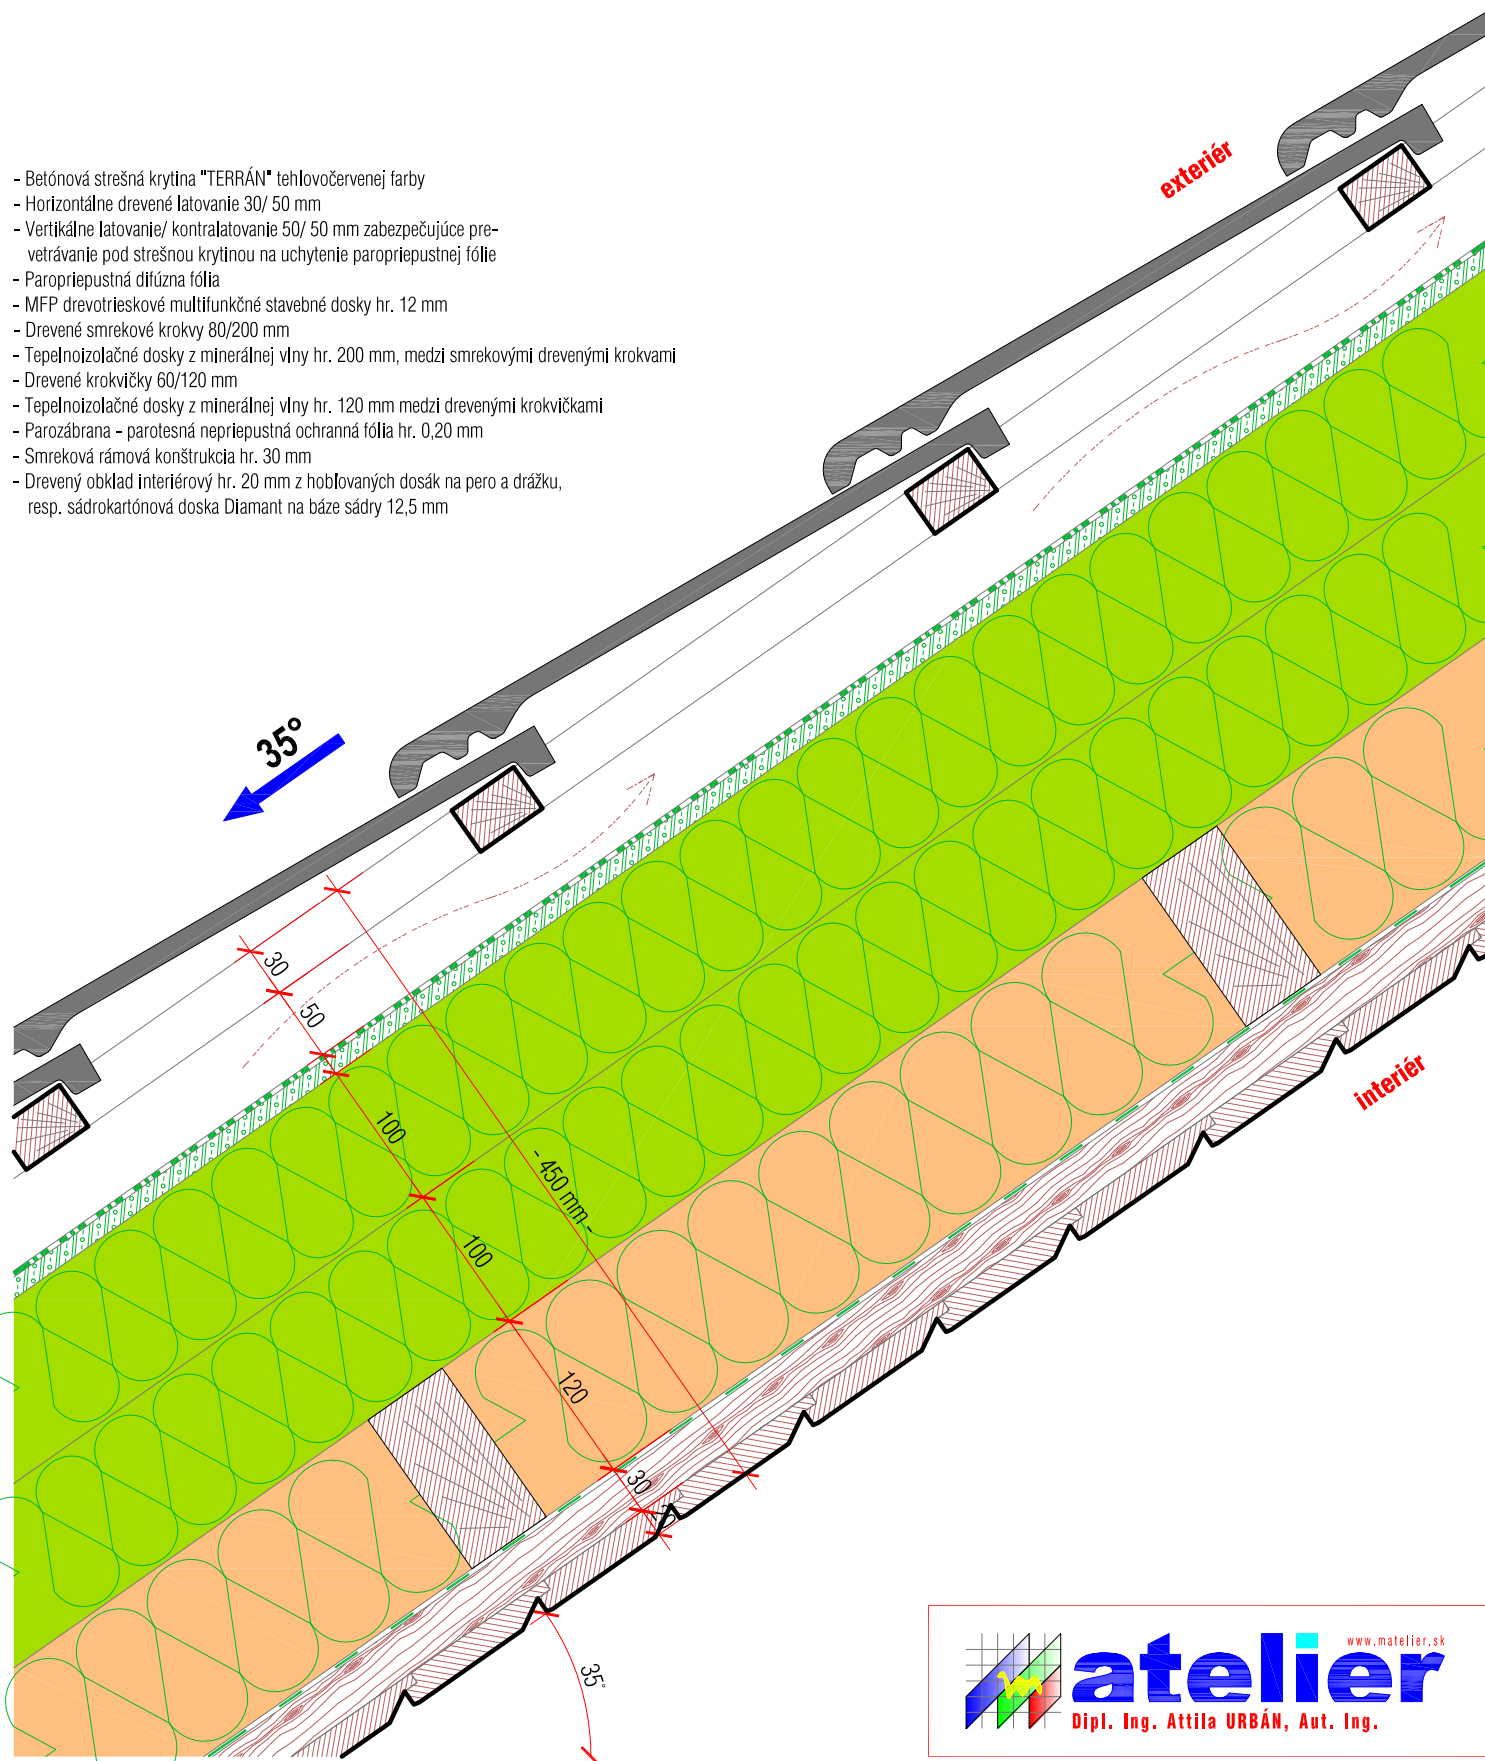 - Betónová strešná krytina "TERRÁN" tehlovočervenej farby
- Horizontálne drevené latovanie 30/ 50 mm
- Vertikálne latovanie/ kontralatovanie 50/ 50 mm zabezpečujúce pre-
vetrávanie pod strešnou krytinou na uchytenie paropriepustnej fólie
- Paropriepustná difúzna fólia
- MFP drevotrieskové multifunkčné stavebné dosky hr. 12 mm
- Drevené smrekové krokvy 80/200 mm
- Tepelnoizolačné dosky z minerálnej vlny hr. 200 mm, medzi smrekovými drevenými krokvami
- Drevené krokvičky 60/120 mm
- Tepelnoizolačné dosky z minerálnej vlny hr. 120 mm medzi drevenými krokvičkami
- Parozábrana - parotesná nepriepustná ochranná fólia hr. 0,20 mm
- Smreková rámová konštrukcia hr. 30 mm
- Drevený obklad interiérový hr. 20 mm z hobľovaných dosák na pero a drážku,
resp. sádrokartónová doska Diamant na báze sádry 12,5 mm
exteriér
35°
30
50
100
100
- 450 mm -
120
30
20
interiér
35°
www.matelier.sk
atelier
Dipl. Ing. Attila URBÁN, Aut. Ing.